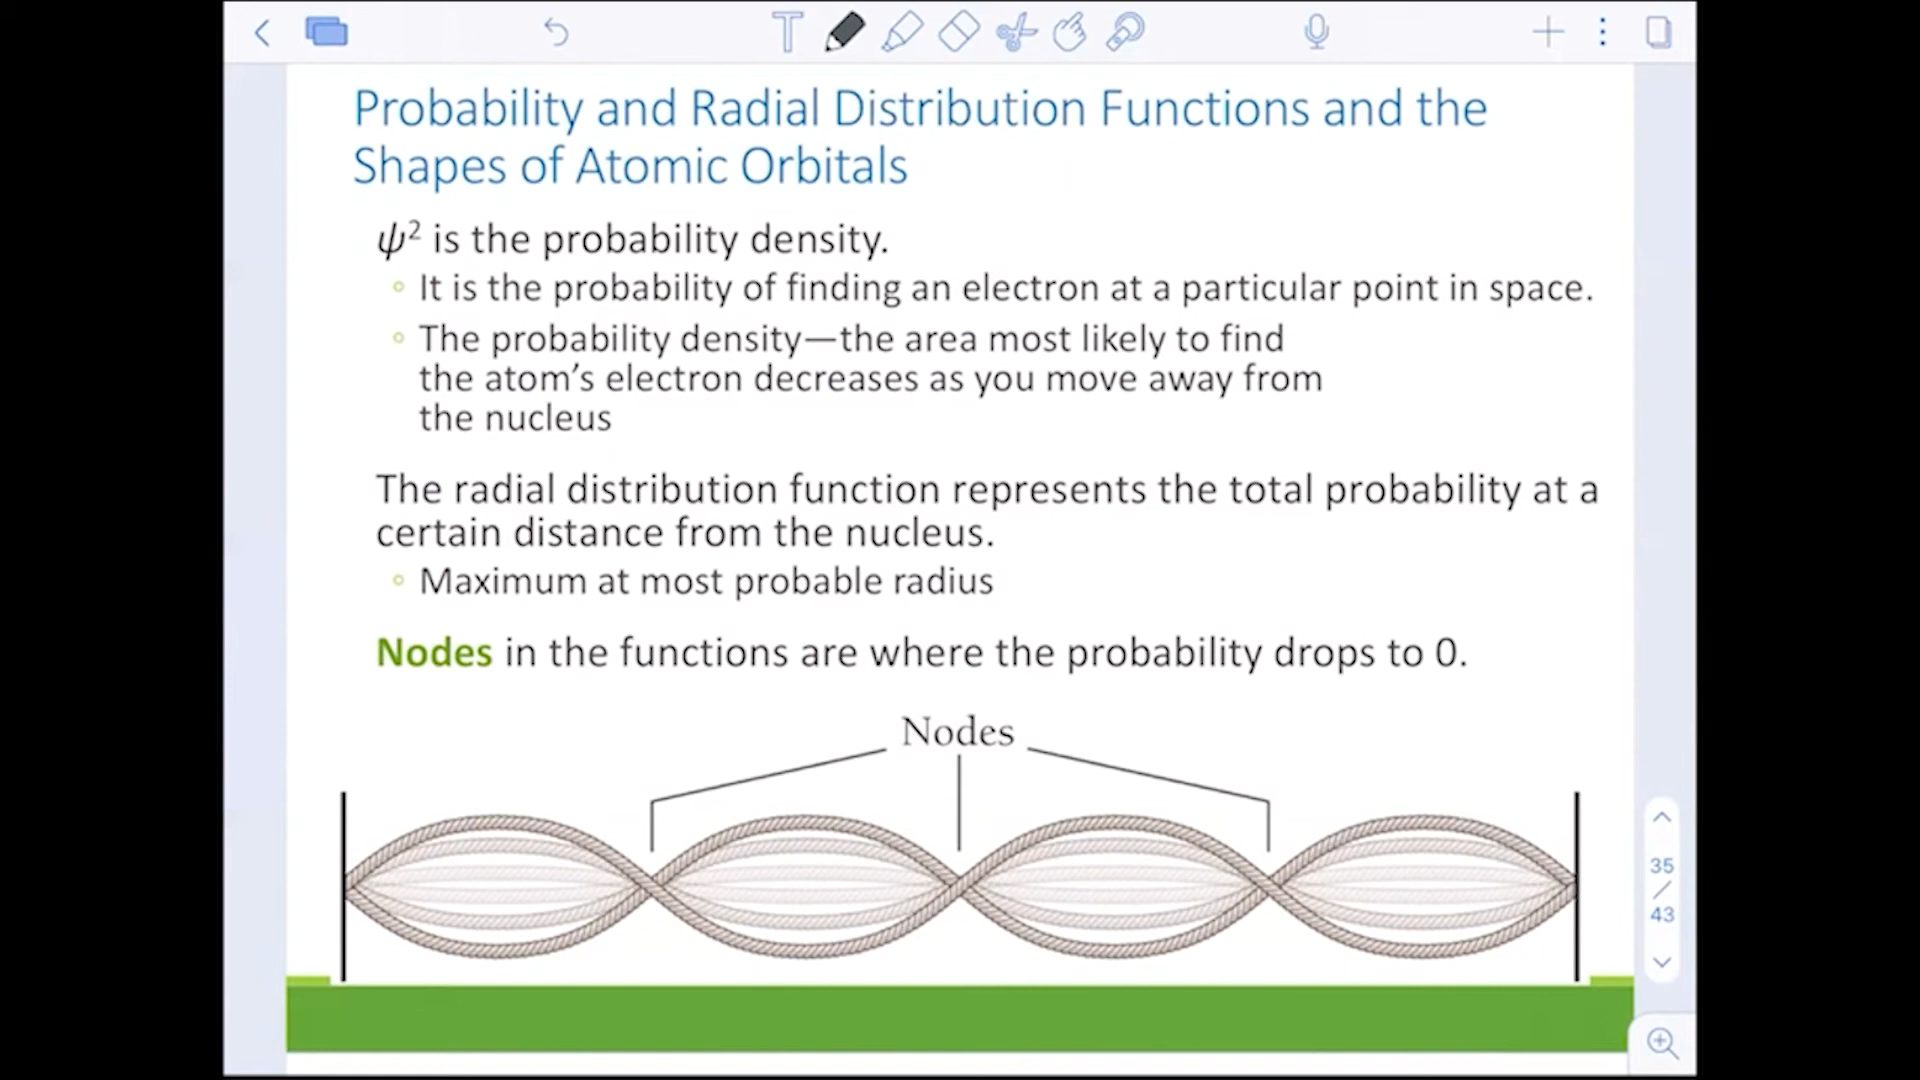 Probability and Radial Distribution Functions and the
Shapes of Atomic Orbitals
ψ² is the probability density.
◦ It is the probability of finding an electron at a particular point in space.
◦ The probability density—the area most likely to find
the atom’s electron decreases as you move away from
the nucleus
The radial distribution function represents the total probability at a
certain distance from the nucleus.
◦ Maximum at most probable radius
Nodes in the functions are where the probability drops to 0.
Nodes
35
/
43